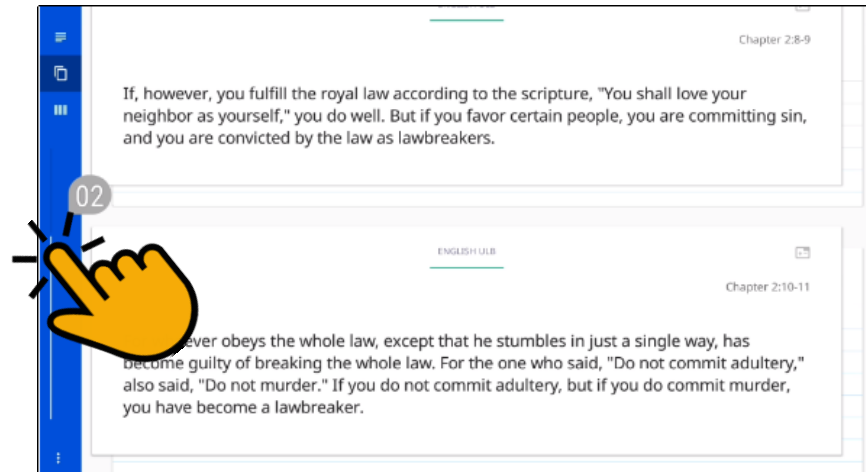 Chapter 2:8-9
If, however, you fulfill the royal law according to the scripture, "You shall love your
neighbor as yourself," you do well. But if you favor certain people, you are committing sin,
and you are convicted by the law as lawbreakers.
02
ENGLISH ULB
Chapter 2:10-11
ever obeys the whole law, except that he stumbles in just a single way, has
become guilty of breaking the whole law. For the one who said, "Do not commit adultery,"
also said, "Do not murder." If you do not commit adultery, but if you do commit murder,
you have become a lawbreaker.